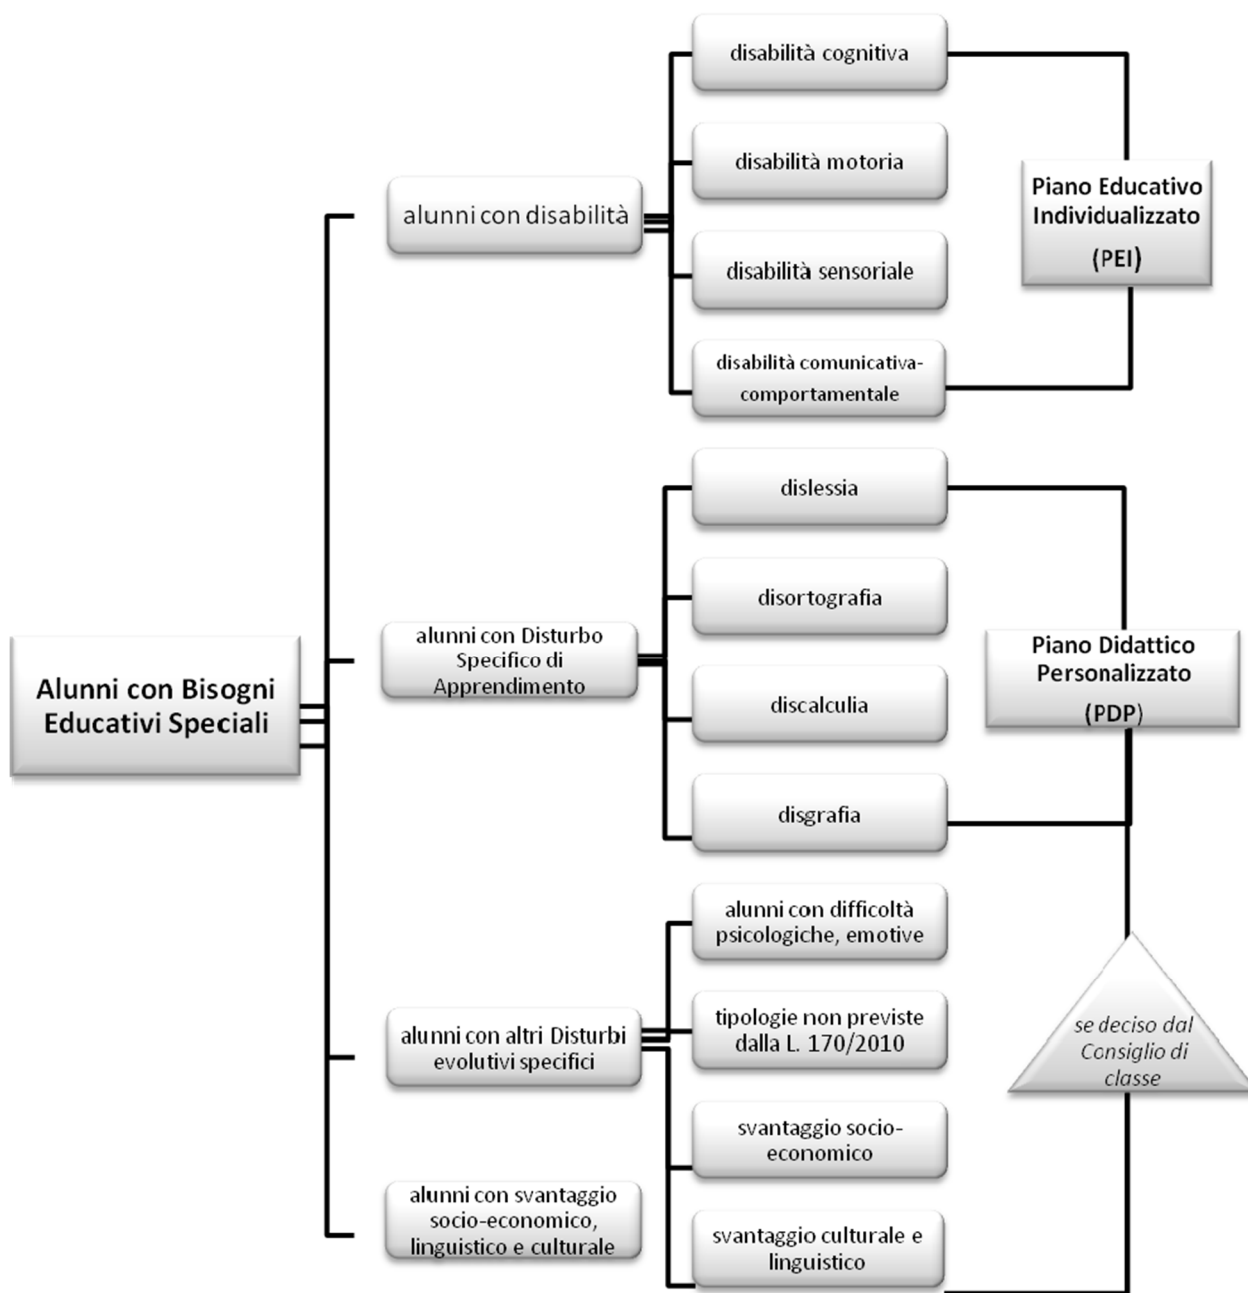 Alunni con Bisogni
Educativi Speciali
alunni con disabilità
disabilità cognitiva
disabilità motoria
disabilità sensoriale
disabilità comunicativa-
comportamentale
Piano Educativo
Individualizzato
(PEI)
alunni con Disturbo
Specifico di
Apprendimento
dislessia
disortografia
discalculia
disgrafia
Piano Didattico
Personalizzato
(PDP)
alunni con altri Disturbi
evolutivi specifici
alunni con difficoltà
psicologiche, emotive
tipologie non previste
dalla L. 170/2010
svantaggio socio-
economico
svantaggio culturale e
linguistico
se deciso dal
Consiglio di
classe
alunni con svantaggio
socio-economico,
linguistico e culturale